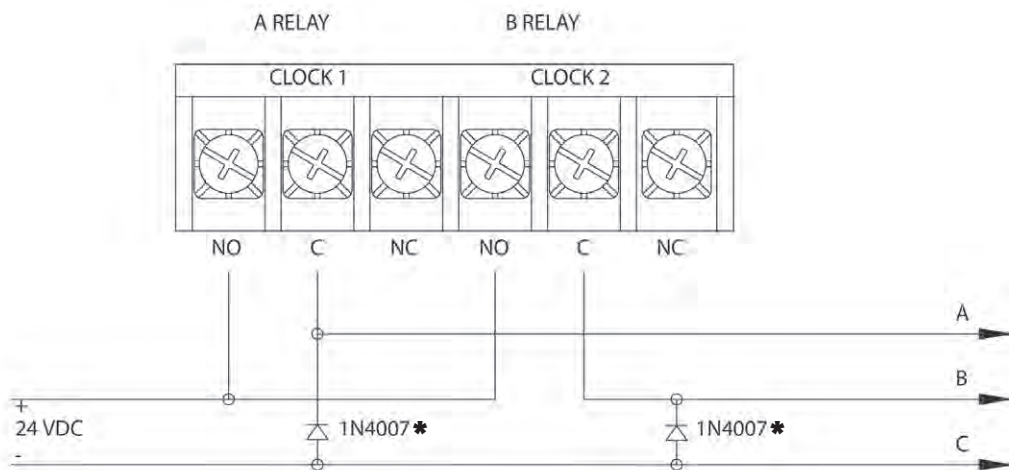 A RELAY B RELAY
CLOCK 1 CLOCK 2
NO C NC NO C NC
A
B
+
24 VDC
-
1N4007* 1N4007*
C